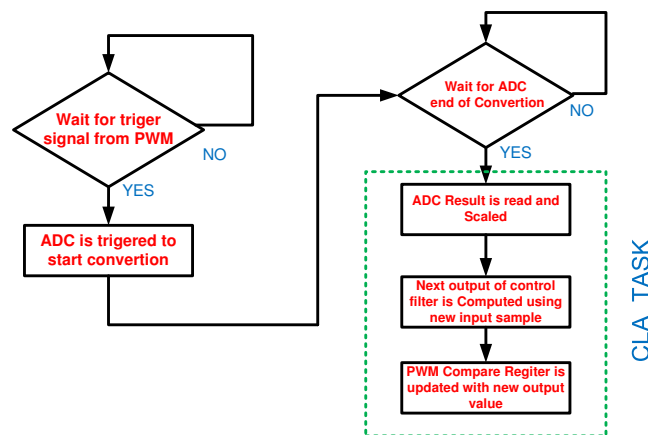 Wait for triger
signal from PWM
NO
YES
ADC is trigered to
start convertion
Wait for ADC
end of Convertion
NO
YES
ADC Result is read and
Scaled
Next output of control
filter is Computed using
new input sample
PWM Compare Regiter is
updated with new output
value
CLA TASK